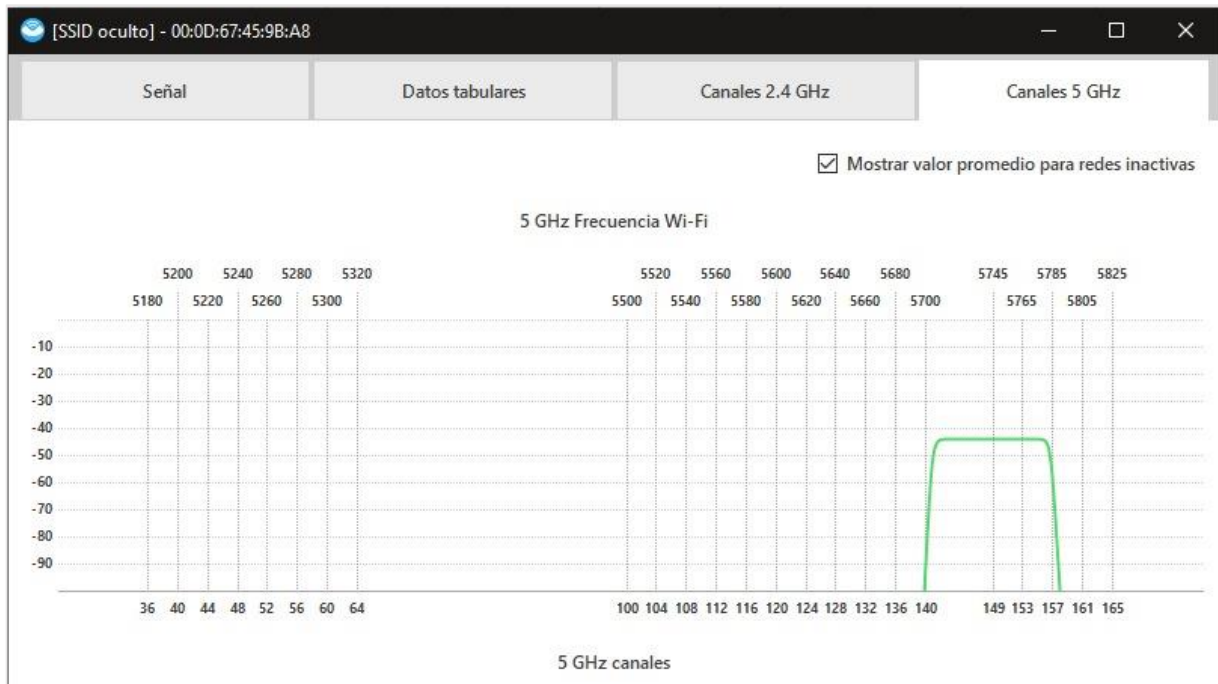 [SSID oculto] - 00:0D:67:45:9B:A8
Señal Datos tabulares Canales 2.4 GHz Canales 5 GHz
Mostrar valor promedio para redes inactivas
5 GHz Frecuencia Wi-Fi
5200 5240 5280 5320 5520 5560 5600 5640 5680 5745 5785 5825
5180 5220 5260 5300 5500 5540 5580 5620 5660 5700 5765 5805
-10
-20
-30
-40
-50
-60
-70
-80
-90
36 40 44 48 52 56 60 64 100 104 108 112 116 120 124 128 132 136 140 149 153 157 161 165
5 GHz canales